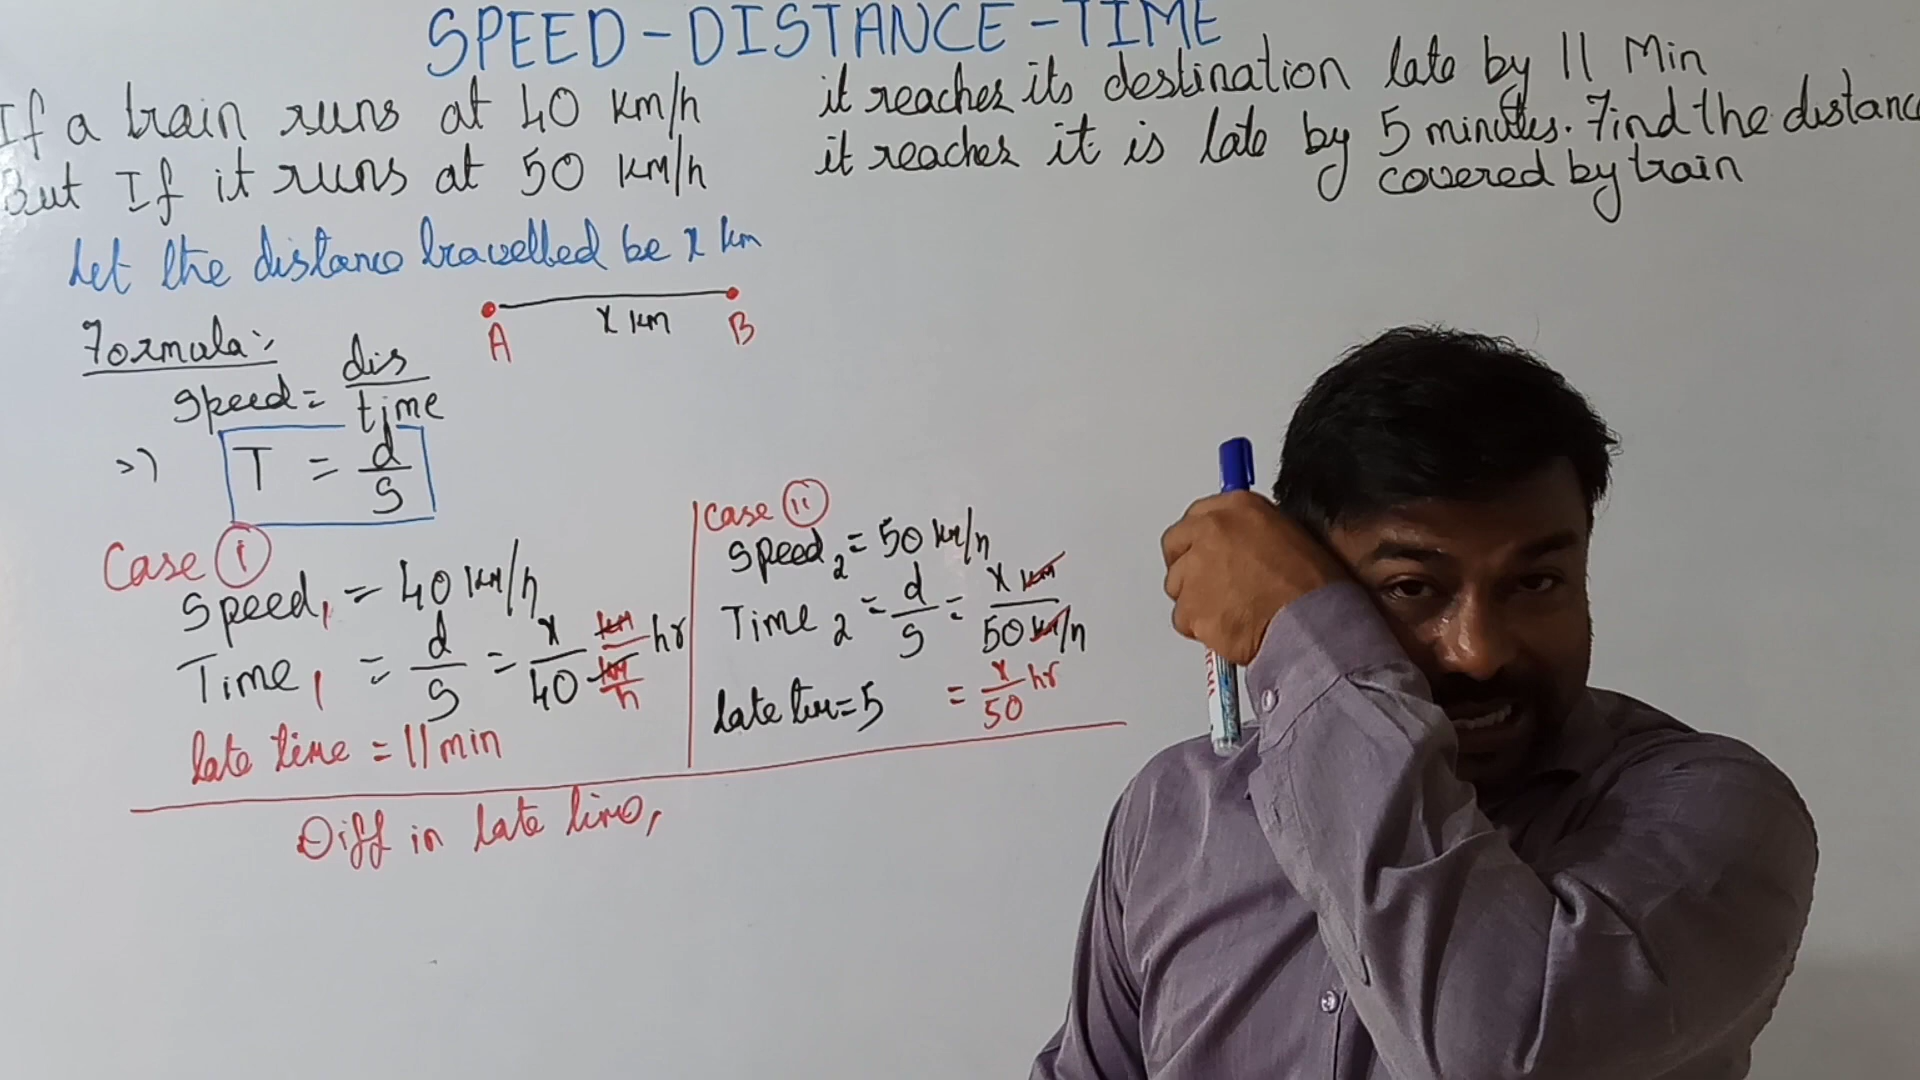 SPEED-DISTANCE-TIME
If a train runs at 40 km/h it reaches its destination late by 11 Min
But If it runs at 50 km/h it reaches it is late by 5 minutes. Find the distance
covered by train
Let the distance travelled be x km
A x km B
Formula:
Speed = dis/time
=> T = d/S
Case (i)
Speed1 = 40 km/h
Time1 = d/S = x/40 km/km/h hr
late time = 11 min
Case (ii)
Speed2 = 50 km/h
Time2 = d/S = x km/50 km/h
late time = 5 = x/50 hr
Diff in late time,